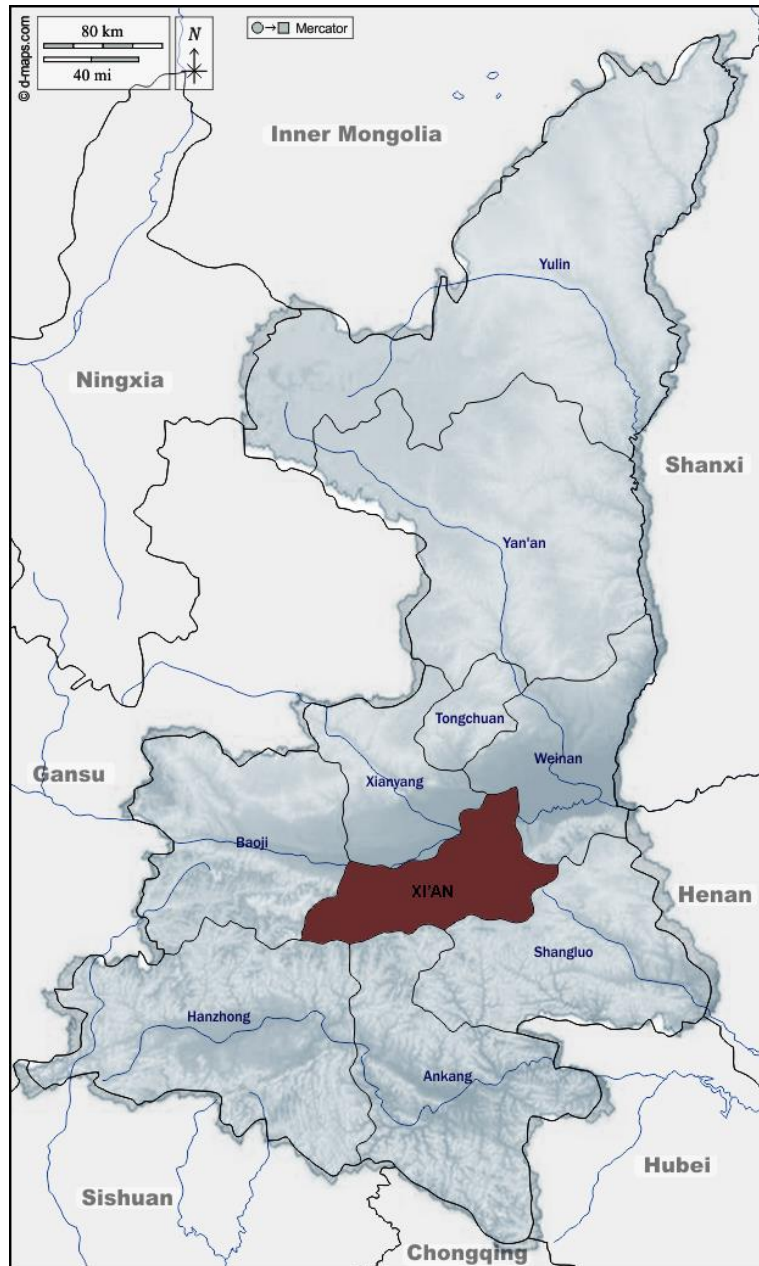 80 km
40 mi
N
© d-maps.com
Mercator
Inner Mongolia
Yulin
Ningxia
Shanxi
Yan'an
Tongchuan
Weinan
Gansu
Xianyang
Baoji
XI'AN
Henan
Shangluo
Hanzhong
Ankang
Hubei
Sishuan
Chongqing